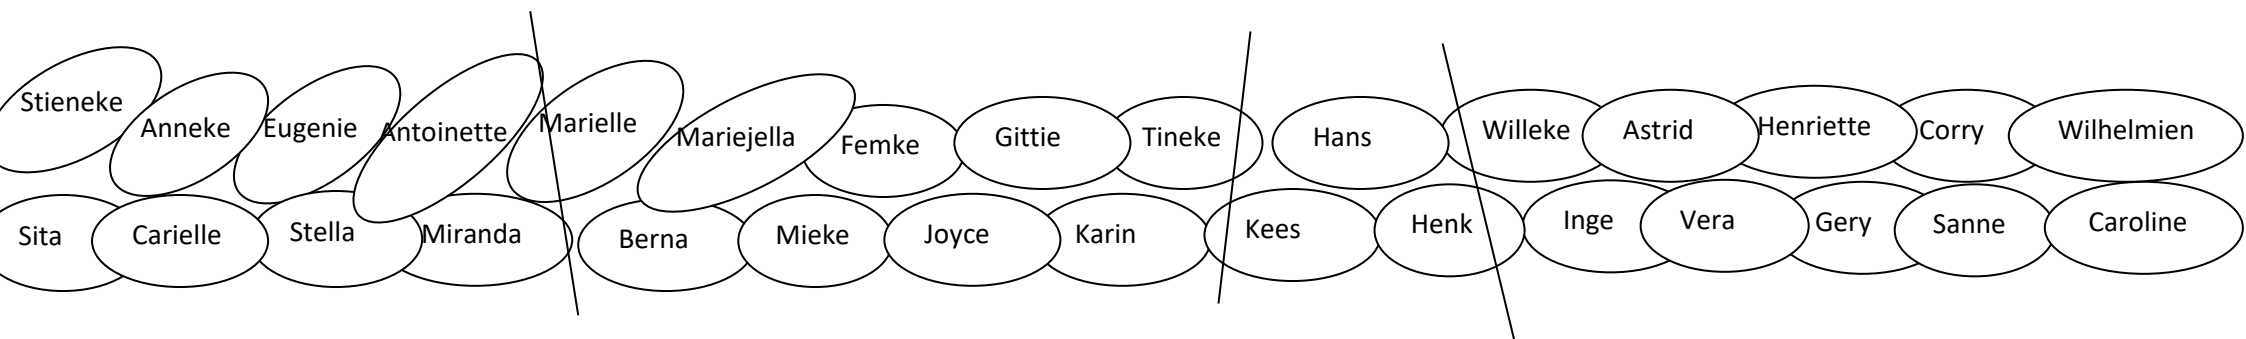 Stieneke Anneke Eugenie Antoinette Marielle Mariejella Femke Gittie Tineke Hans Willeke Astrid Henriette Corry Wilhelmien
Sita Carielle Stella Miranda Berna Mieke Joyce Karin Kees Henk Inge Vera Gery Sanne Caroline